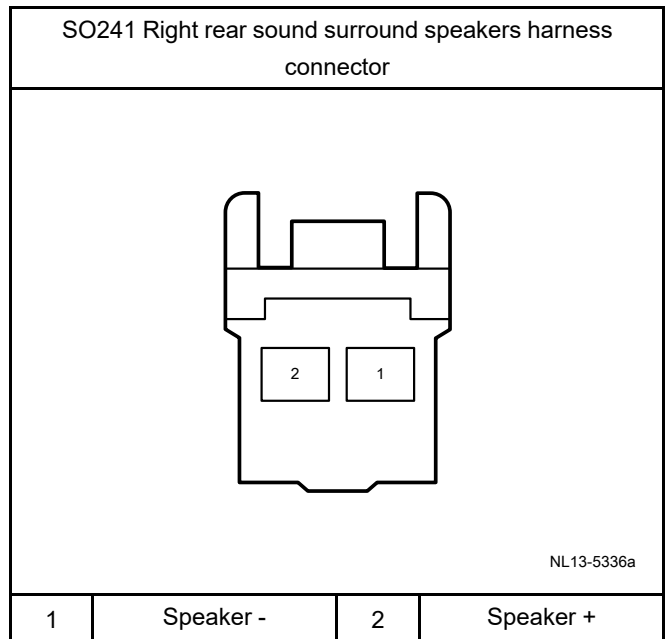 SO241 Right rear sound surround speakers harness
connector
2 1
NL13-5336a
1 Speaker - 2 Speaker +